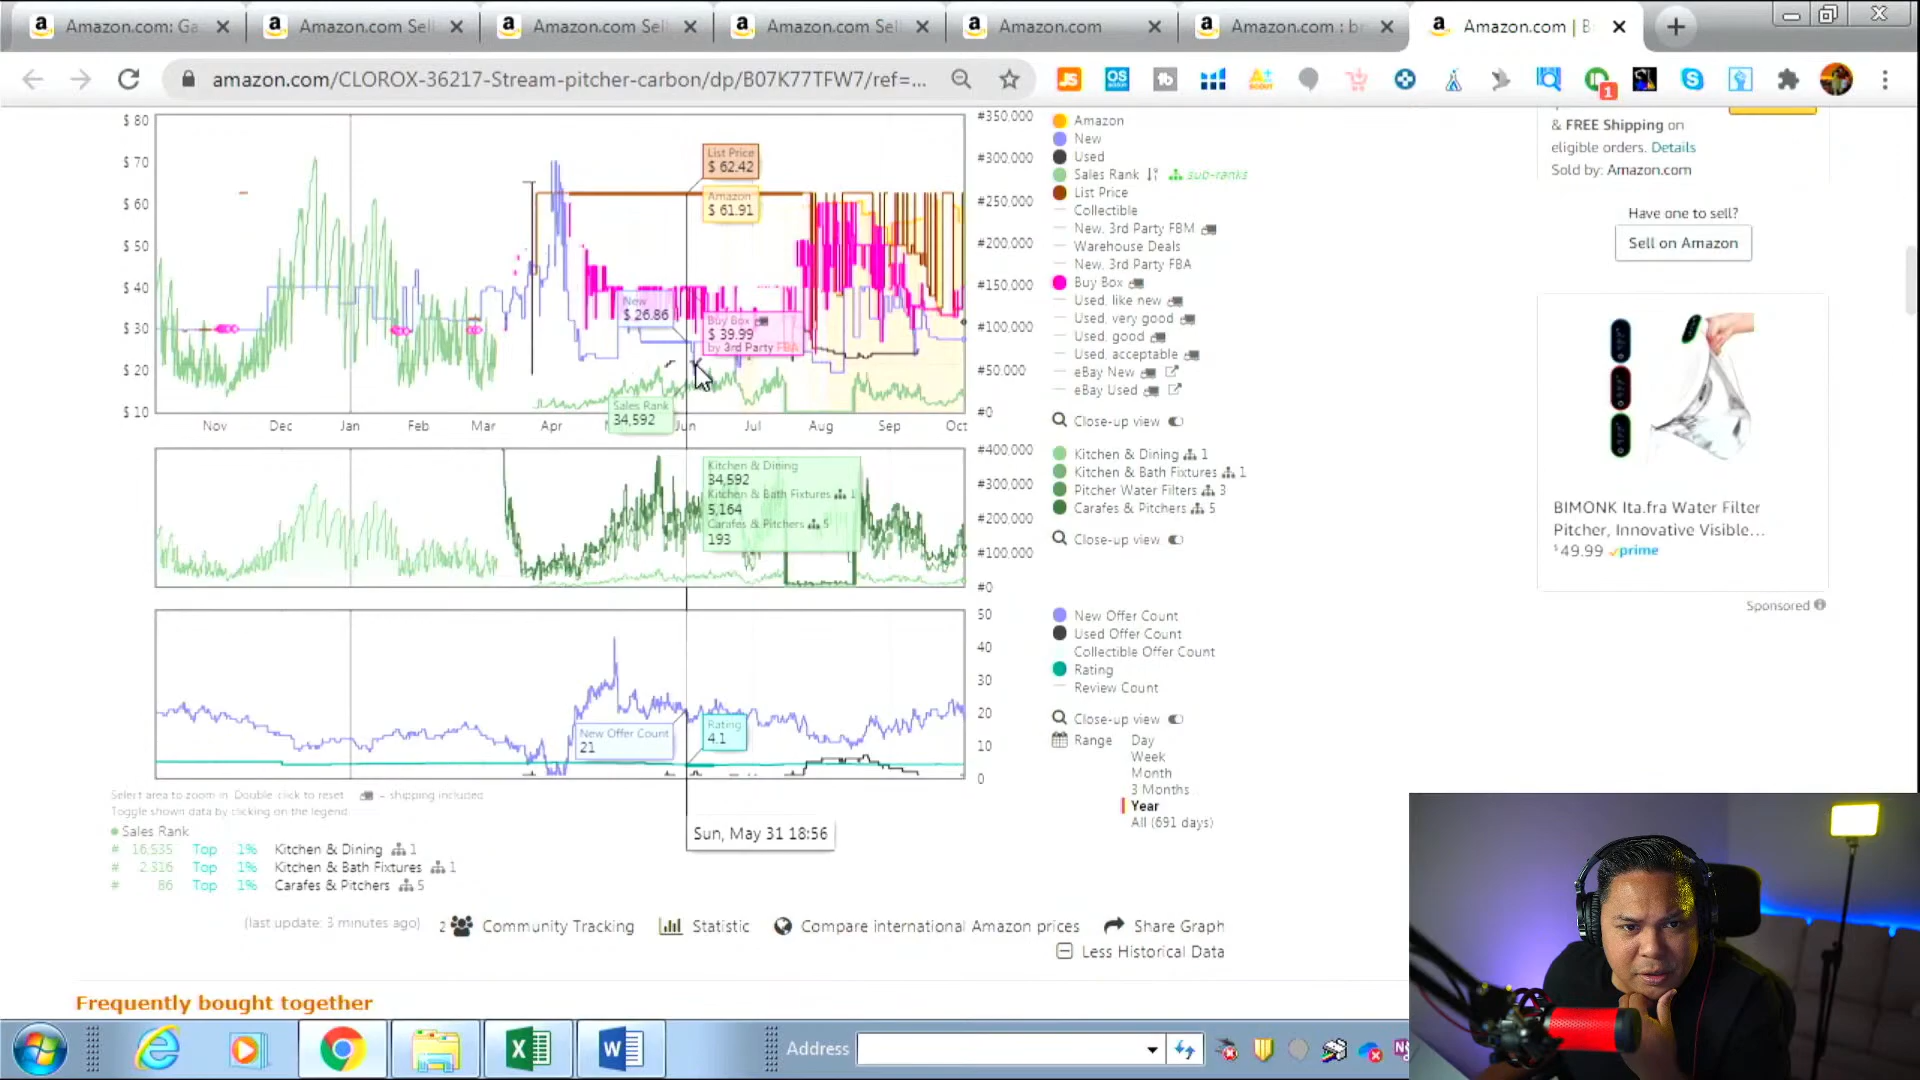 Amazon.com: Ga
Amazon.com Sel
Amazon.com Sel
Amazon.com Sel
Amazon.com
Amazon.com : br
Amazon.com | B
amazon.com/CLOROX-36217-Stream-pitcher-carbon/dp/B07K77TFW7/ref=...
JS
OS
tb
A+
SCOUT
1
$ 80
$ 70
$ 60
$ 50
$ 40
$ 30
$ 20
$ 10
#350,000
#300,000
#250,000
#200,000
#150,000
#100,000
#50,000
#0
List Price
$ 62.42
Amazon
$ 61.91
New
$ 26.86
Buy Box
$ 39.99
by 3rd Party FBA
Sales Rank
34,592
Nov
Dec
Jan
Feb
Mar
Apr
Jun
Jul
Aug
Sep
Oct
Amazon
New
Used
Sales Rank
sub-ranks
List Price
Collectible
New, 3rd Party FBM
Warehouse Deals
New, 3rd Party FBA
Buy Box
Used, like new
Used, very good
Used, good
Used, acceptable
eBay New
eBay Used
Close-up view
#400,000
#300,000
#200,000
#100,000
#0
Kitchen & Dining
34,592
Kitchen & Bath Fixtures 1
5,164
Carafes & Pitchers 5
193
Kitchen & Dining 1
Kitchen & Bath Fixtures 1
Pitcher Water Filters 3
Carafes & Pitchers 5
Close-up view
50
40
30
20
10
0
New Offer Count
21
Rating
4.1
New Offer Count
Used Offer Count
Collectible Offer Count
Rating
Review Count
Close-up view
Range
Day
Week
Month
3 Months
Year
All (691 days)
Select area to zoom in. Double click to reset. = shipping included
Toggle shown data by clicking on the legend.
Sun, May 31 18:56
Sales Rank
# 16,535 Top 1% Kitchen & Dining 1
# 2,316 Top 1% Kitchen & Bath Fixtures 1
# 86 Top 1% Carafes & Pitchers 5
(last update: 3 minutes ago)
2 Community Tracking
Statistic
Compare international Amazon prices
Share Graph
Less Historical Data
Frequently bought together
& FREE Shipping on
eligible orders. Details
Sold by: Amazon.com
Have one to sell?
Sell on Amazon
BIMONK Ita.fra Water Filter
Pitcher, Innovative Visible...
$49.99 prime
Sponsored
Address